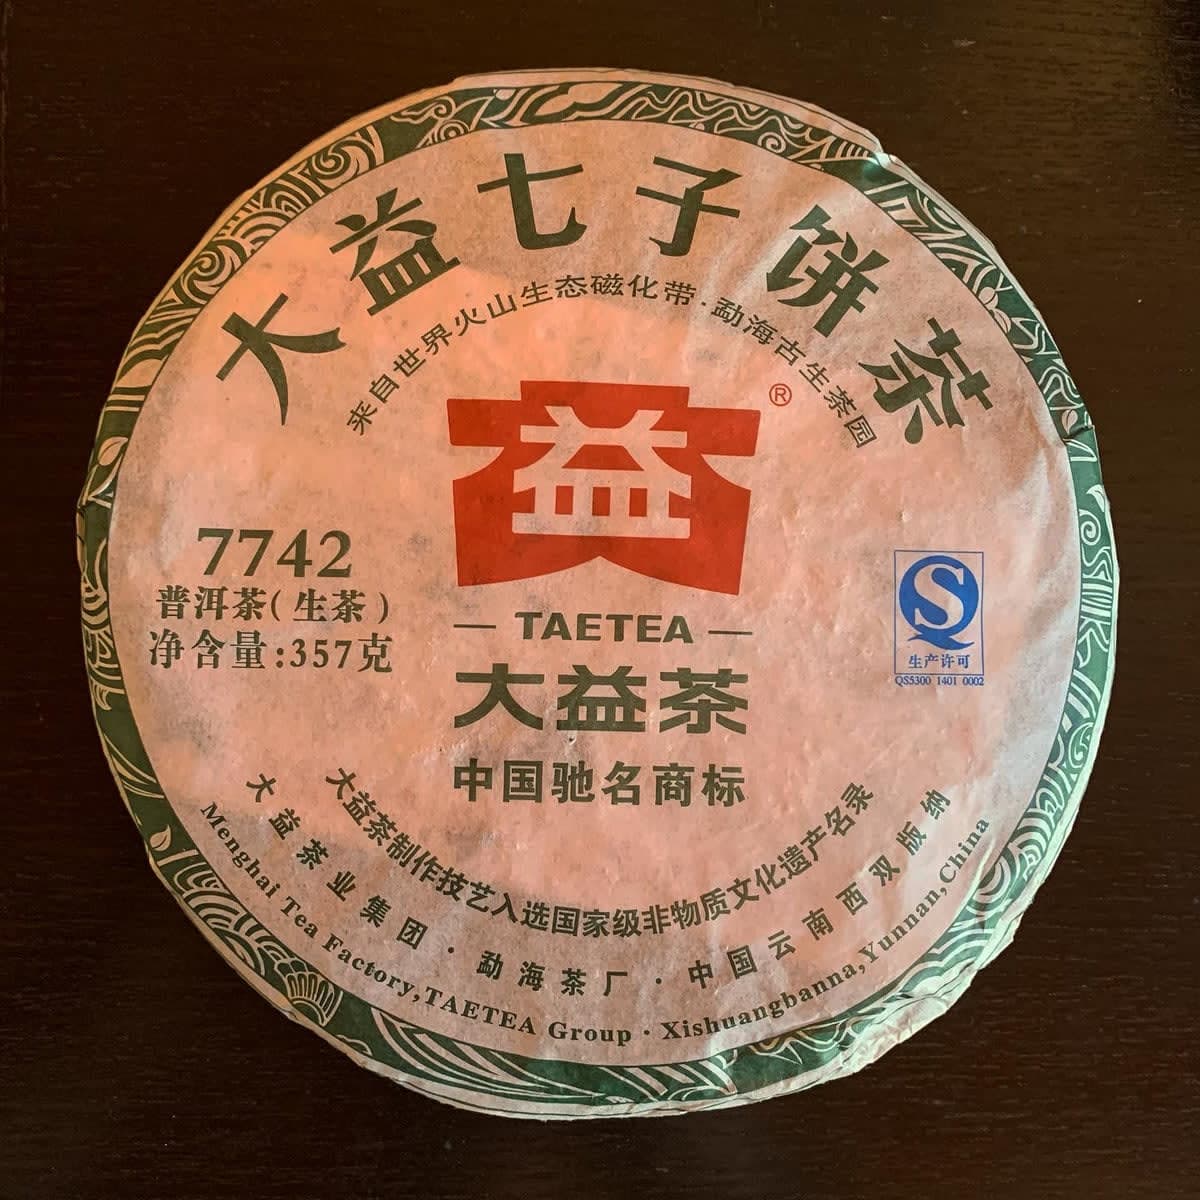 大益七子饼茶
来自世界火山生态磁化带·勐海古生茶园
益
®
7742
普洱茶(生茶)
净含量:357克
— TAETEA —
大益茶
中国驰名商标
S
生产许可
QS5300 1401 0002
大益茶制作技艺入选国家级非物质文化遗产名录
大益茶业集团·勐海茶厂·中国云南西双版纳
Menghai Tea Factory,TAETEA Group · Xishuangbanna,Yunnan,China